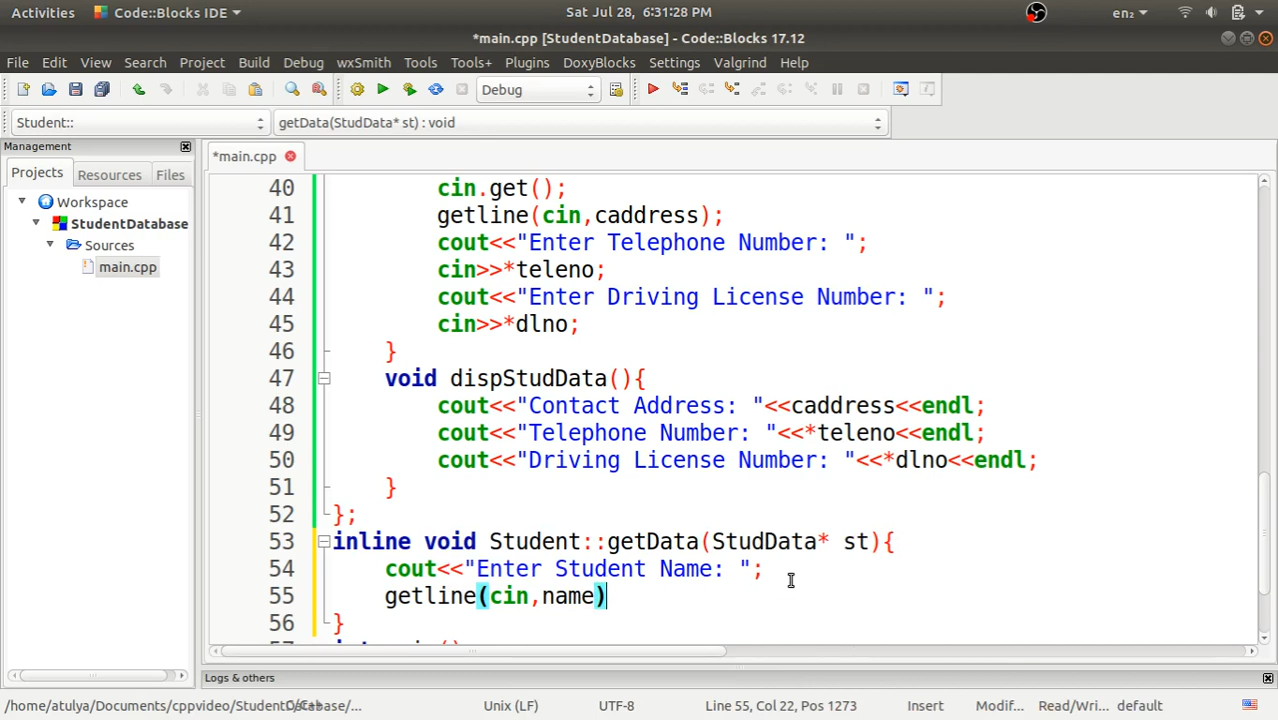 Activities Code::Blocks IDE Sat Jul 28, 6:31:28 PM en₂
*main.cpp [StudentDatabase] - Code::Blocks 17.12
File Edit View Search Project Build Debug wxSmith Tools Tools+ Plugins DoxyBlocks Settings Valgrind Help
Debug
Student:: getData(StudData* st) : void
Management
*main.cpp
Projects Resources Files
Workspace
StudentDatabase
Sources
main.cpp
40 cin.get();
41 getline(cin,caddress);
42 cout<<"Enter Telephone Number: ";
43 cin>>*teleno;
44 cout<<"Enter Driving License Number: ";
45 cin>>*dlno;
46 }
47 void dispStudData(){
48 cout<<"Contact Address: "<<caddress<<endl;
49 cout<<"Telephone Number: "<<*teleno<<endl;
50 cout<<"Driving License Number: "<<*dlno<<endl;
51 }
52 };
53 inline void Student::getData(StudData* st){
54 cout<<"Enter Student Name: ";
55 getline(cin,name)
56 }
Logs & others
Unix (LF) UTF-8 Line 55, Col 22, Pos 1273 Insert Modif... Read/Wri... default